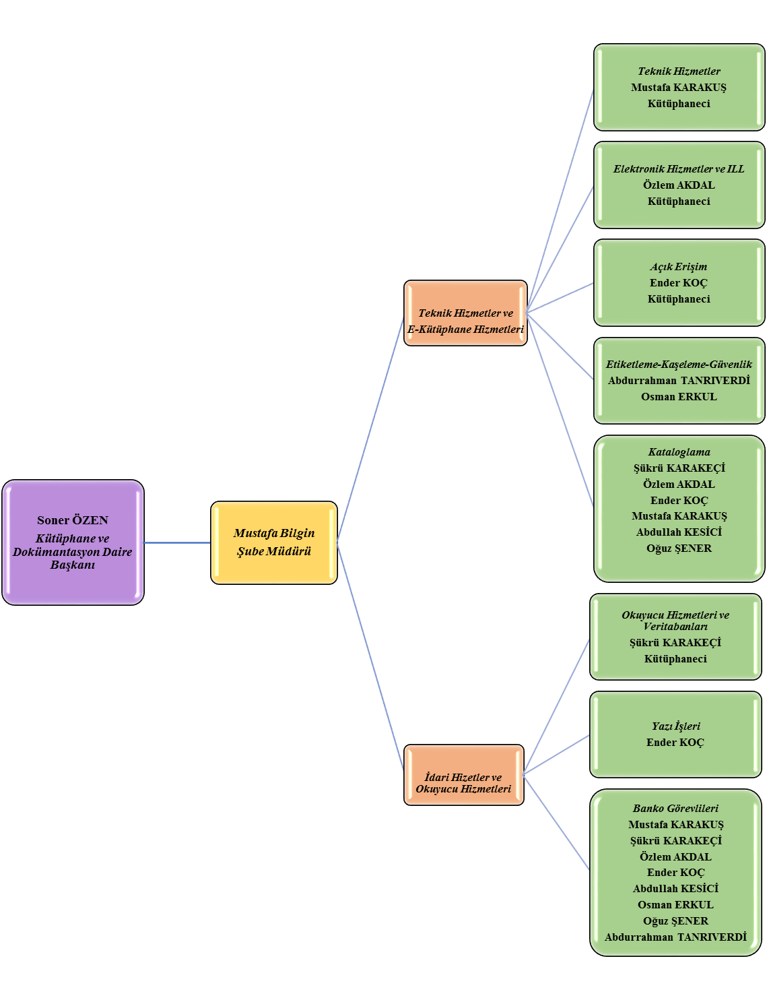 Soner ÖZEN
Kütüphane ve
Dokümantasyon Daire
Başkanı
Mustafa Bilgin
Şube Müdürü
Teknik Hizmetler ve
E-Kütüphane Hizmetleri
Teknik Hizmetler
Mustafa KARAKUŞ
Kütüphaneci
Elektronik Hizmetler ve ILL
Özlem AKDAL
Kütüphaneci
Açık Erişim
Ender KOÇ
Kütüphaneci
Etiketleme-Kaşeleme-Güvenlik
Abdurrahman TANRIVERDİ
Osman ERKUL
Kataloglama
Şükrü KARAKEÇİ
Özlem AKDAL
Ender KOÇ
Mustafa KARAKUŞ
Abdullah KESİCİ
Oğuz ŞENER
İdari Hizetler ve
Okuyucu Hizmetleri
Okuyucu Hizmetleri ve
Veritabanları
Şükrü KARAKEÇİ
Kütüphaneci
Yazı İşleri
Ender KOÇ
Banko Görevlileri
Mustafa KARAKUŞ
Şükrü KARAKEÇİ
Özlem AKDAL
Ender KOÇ
Abdullah KESİCİ
Osman ERKUL
Oğuz ŞENER
Abdurrahman TANRIVERDİ